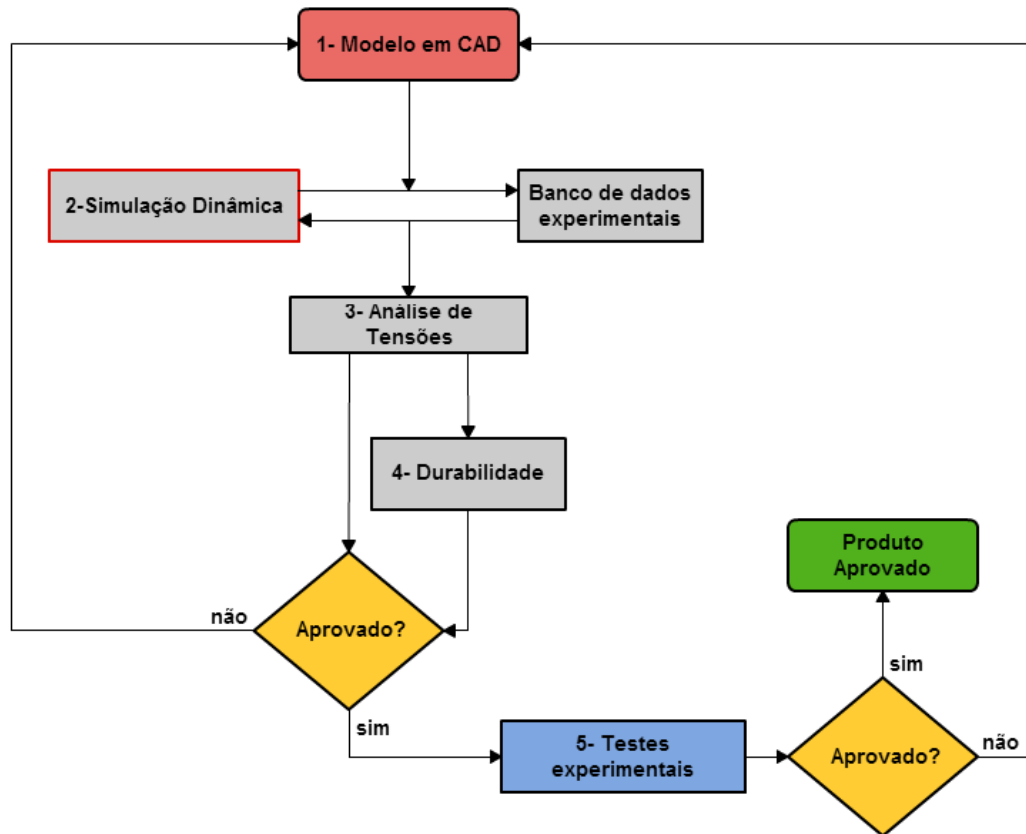 1- Modelo em CAD
2-Simulação Dinâmica
Banco de dados
experimentais
3- Análise de
Tensões
4- Durabilidade
Produto
Aprovado
não
Aprovado?
sim
sim
5- Testes
experimentais
Aprovado?
não